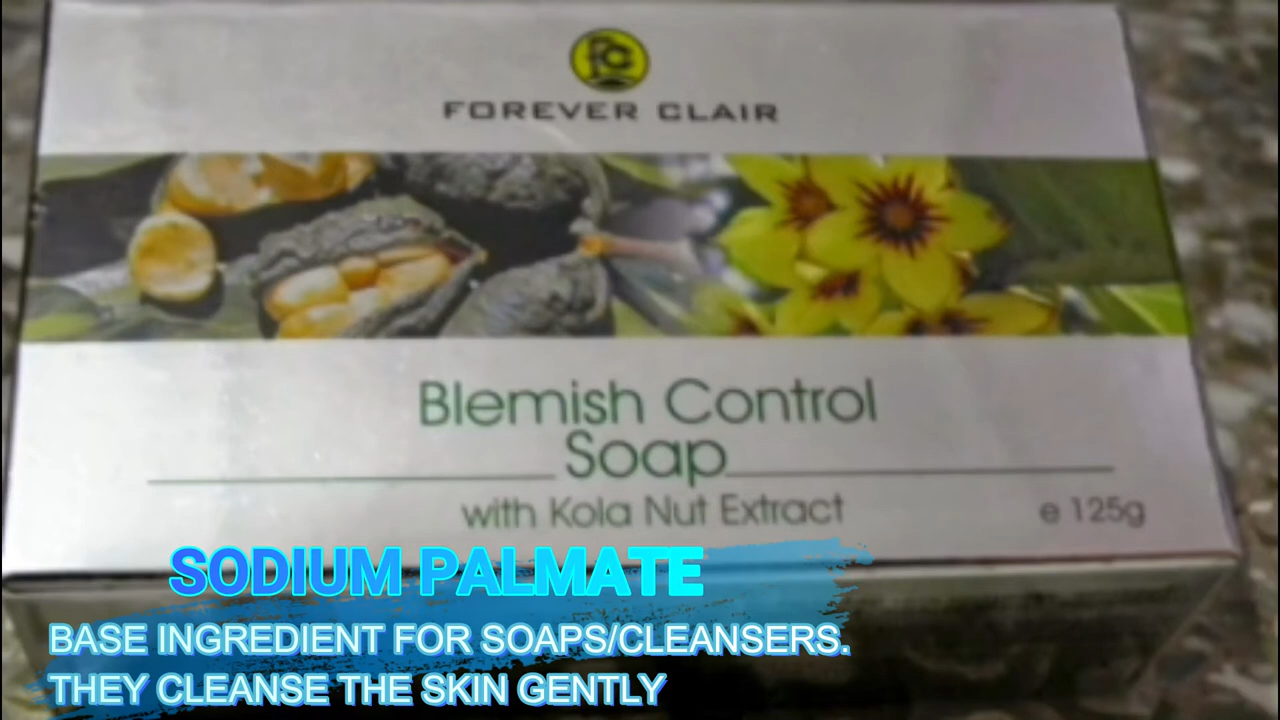 FC
FOREVER CLAIR
Blemish Control
Soap
with Kola Nut Extract
e 125g
SODIUM PALMATE
BASE INGREDIENT FOR SOAPS/CLEANSERS.
THEY CLEANSE THE SKIN GENTLY